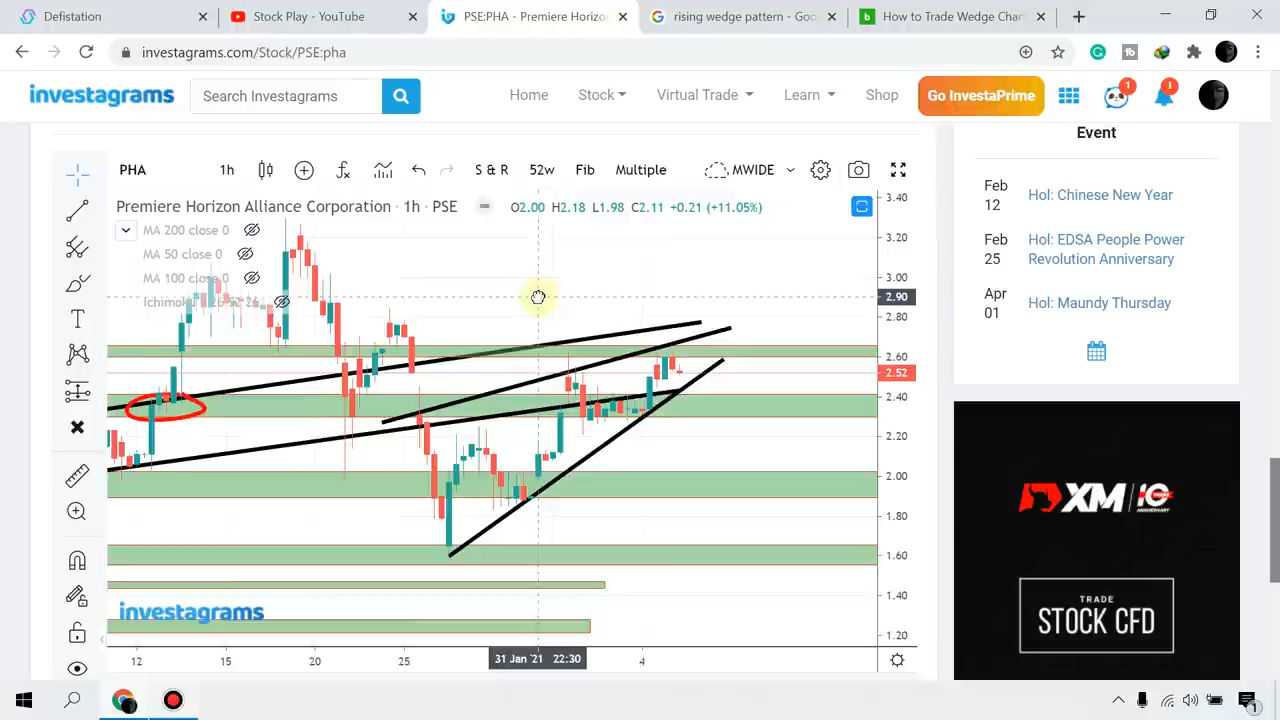 Defistation
Stock Play - YouTube
PSE:PHA - Premiere Horizon
rising wedge pattern - Goo
How to Trade Wedge Chart
investagrams.com/Stock/PSE:pha
investagrams
Search Investagrams
Home
Stock
Virtual Trade
Learn
Shop
Go InvestaPrime
1
1
Event
Feb 12
Hol: Chinese New Year
Feb 25
Hol: EDSA People Power Revolution Anniversary
Apr 01
Hol: Maundy Thursday
PHA
1h
S & R
52w
Fib
Multiple
MWIDE
Premiere Horizon Alliance Corporation · 1h · PSE
O2.00 H2.18 L1.98 C2.11 +0.21 (+11.05%)
MA 200 close 0
MA 50 close 0
MA 100 close 0
3.40
3.20
3.00
2.90
2.80
2.60
2.52
2.40
2.20
2.00
1.80
1.60
1.40
1.20
investagrams
12
15
20
25
31 Jan '21 22:30
4
XM
10
TRADE
STOCK CFD
1